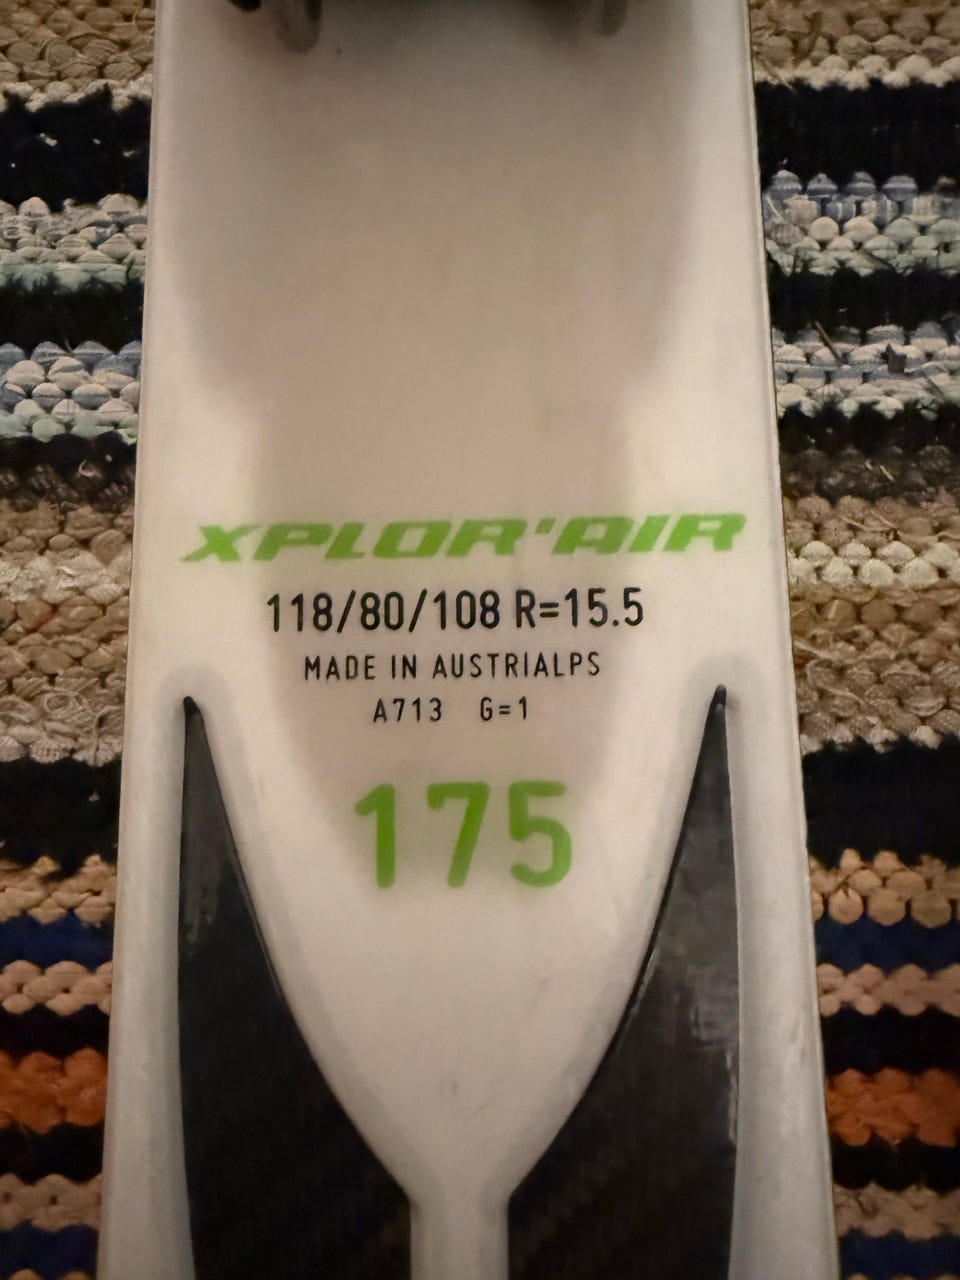 XPLOR'AIR
118/80/108 R=15.5
MADE IN AUSTRIALPS
A713 G=1
175